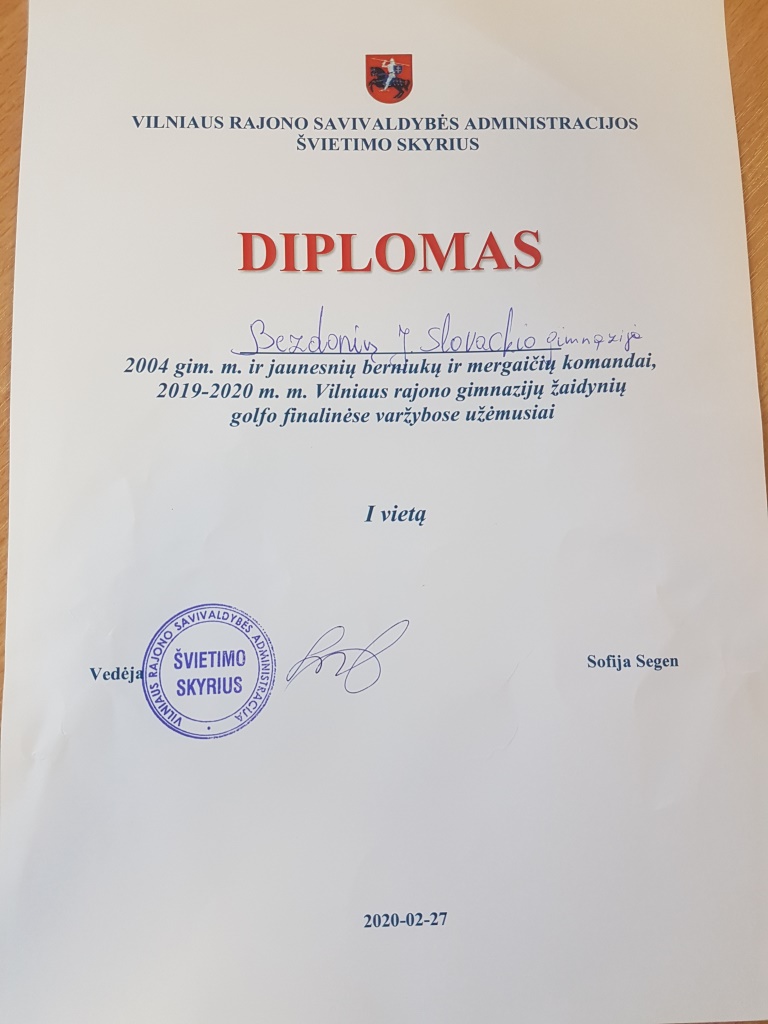 VILNIAUS RAJONO SAVIVALDYBĖS ADMINISTRACIJOS
ŠVIETIMO SKYRIUS
DIPLOMAS
Bezdonių J. Slovackio gimnazija
2004 gim. m. ir jaunesnių berniukų ir mergaičių komandai,
2019-2020 m. m. Vilniaus rajono gimnazijų žaidynių
golfo finalinėse varžybose užėmusiai
I vietą
Vedėja
VILNIAUS RAJONO SAVIVALDYBĖS ADMINISTRACIJA
ŠVIETIMO
SKYRIUS
Sofija Segen
2020-02-27